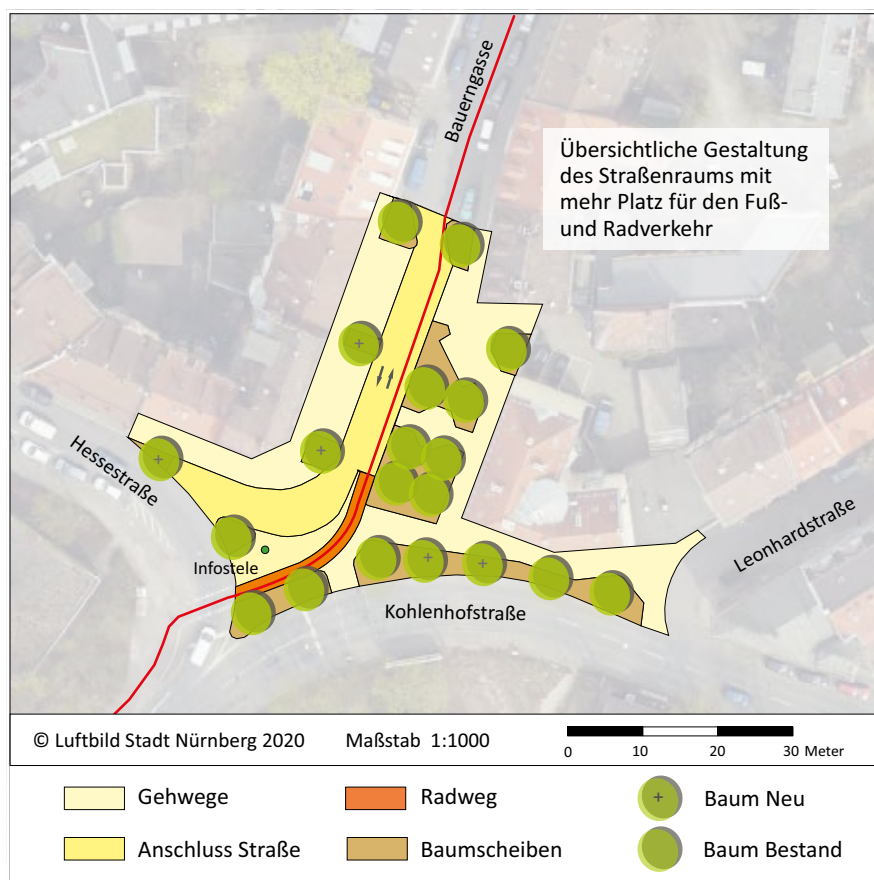 Bauerngasse
Übersichtliche Gestaltung
des Straßenraums mit
mehr Platz für den Fuß-
und Radverkehr
Hessestraße
Leonhardstraße
Infostele
Kohlenhofstraße
© Luftbild Stadt Nürnberg 2020 Maßstab 1:1000
0 10 20 30 Meter
Gehwege Radweg Baum Neu
Anschluss Straße Baumscheiben Baum Bestand